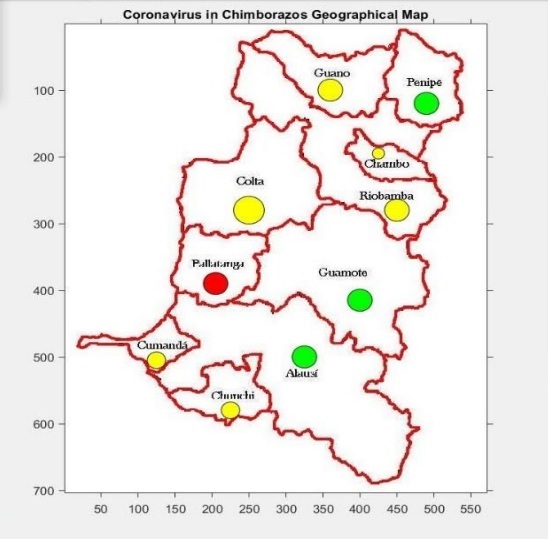 Coronavirus in Chimborazos Geographical Map
100
200
300
400
500
600
700
Guano
Penipe
Chambo
Colta
Riobamba
Pallatanga
Guamote
Cumandá
Alausí
Chunchi
50 100 150 200 250 300 350 400 450 500 550